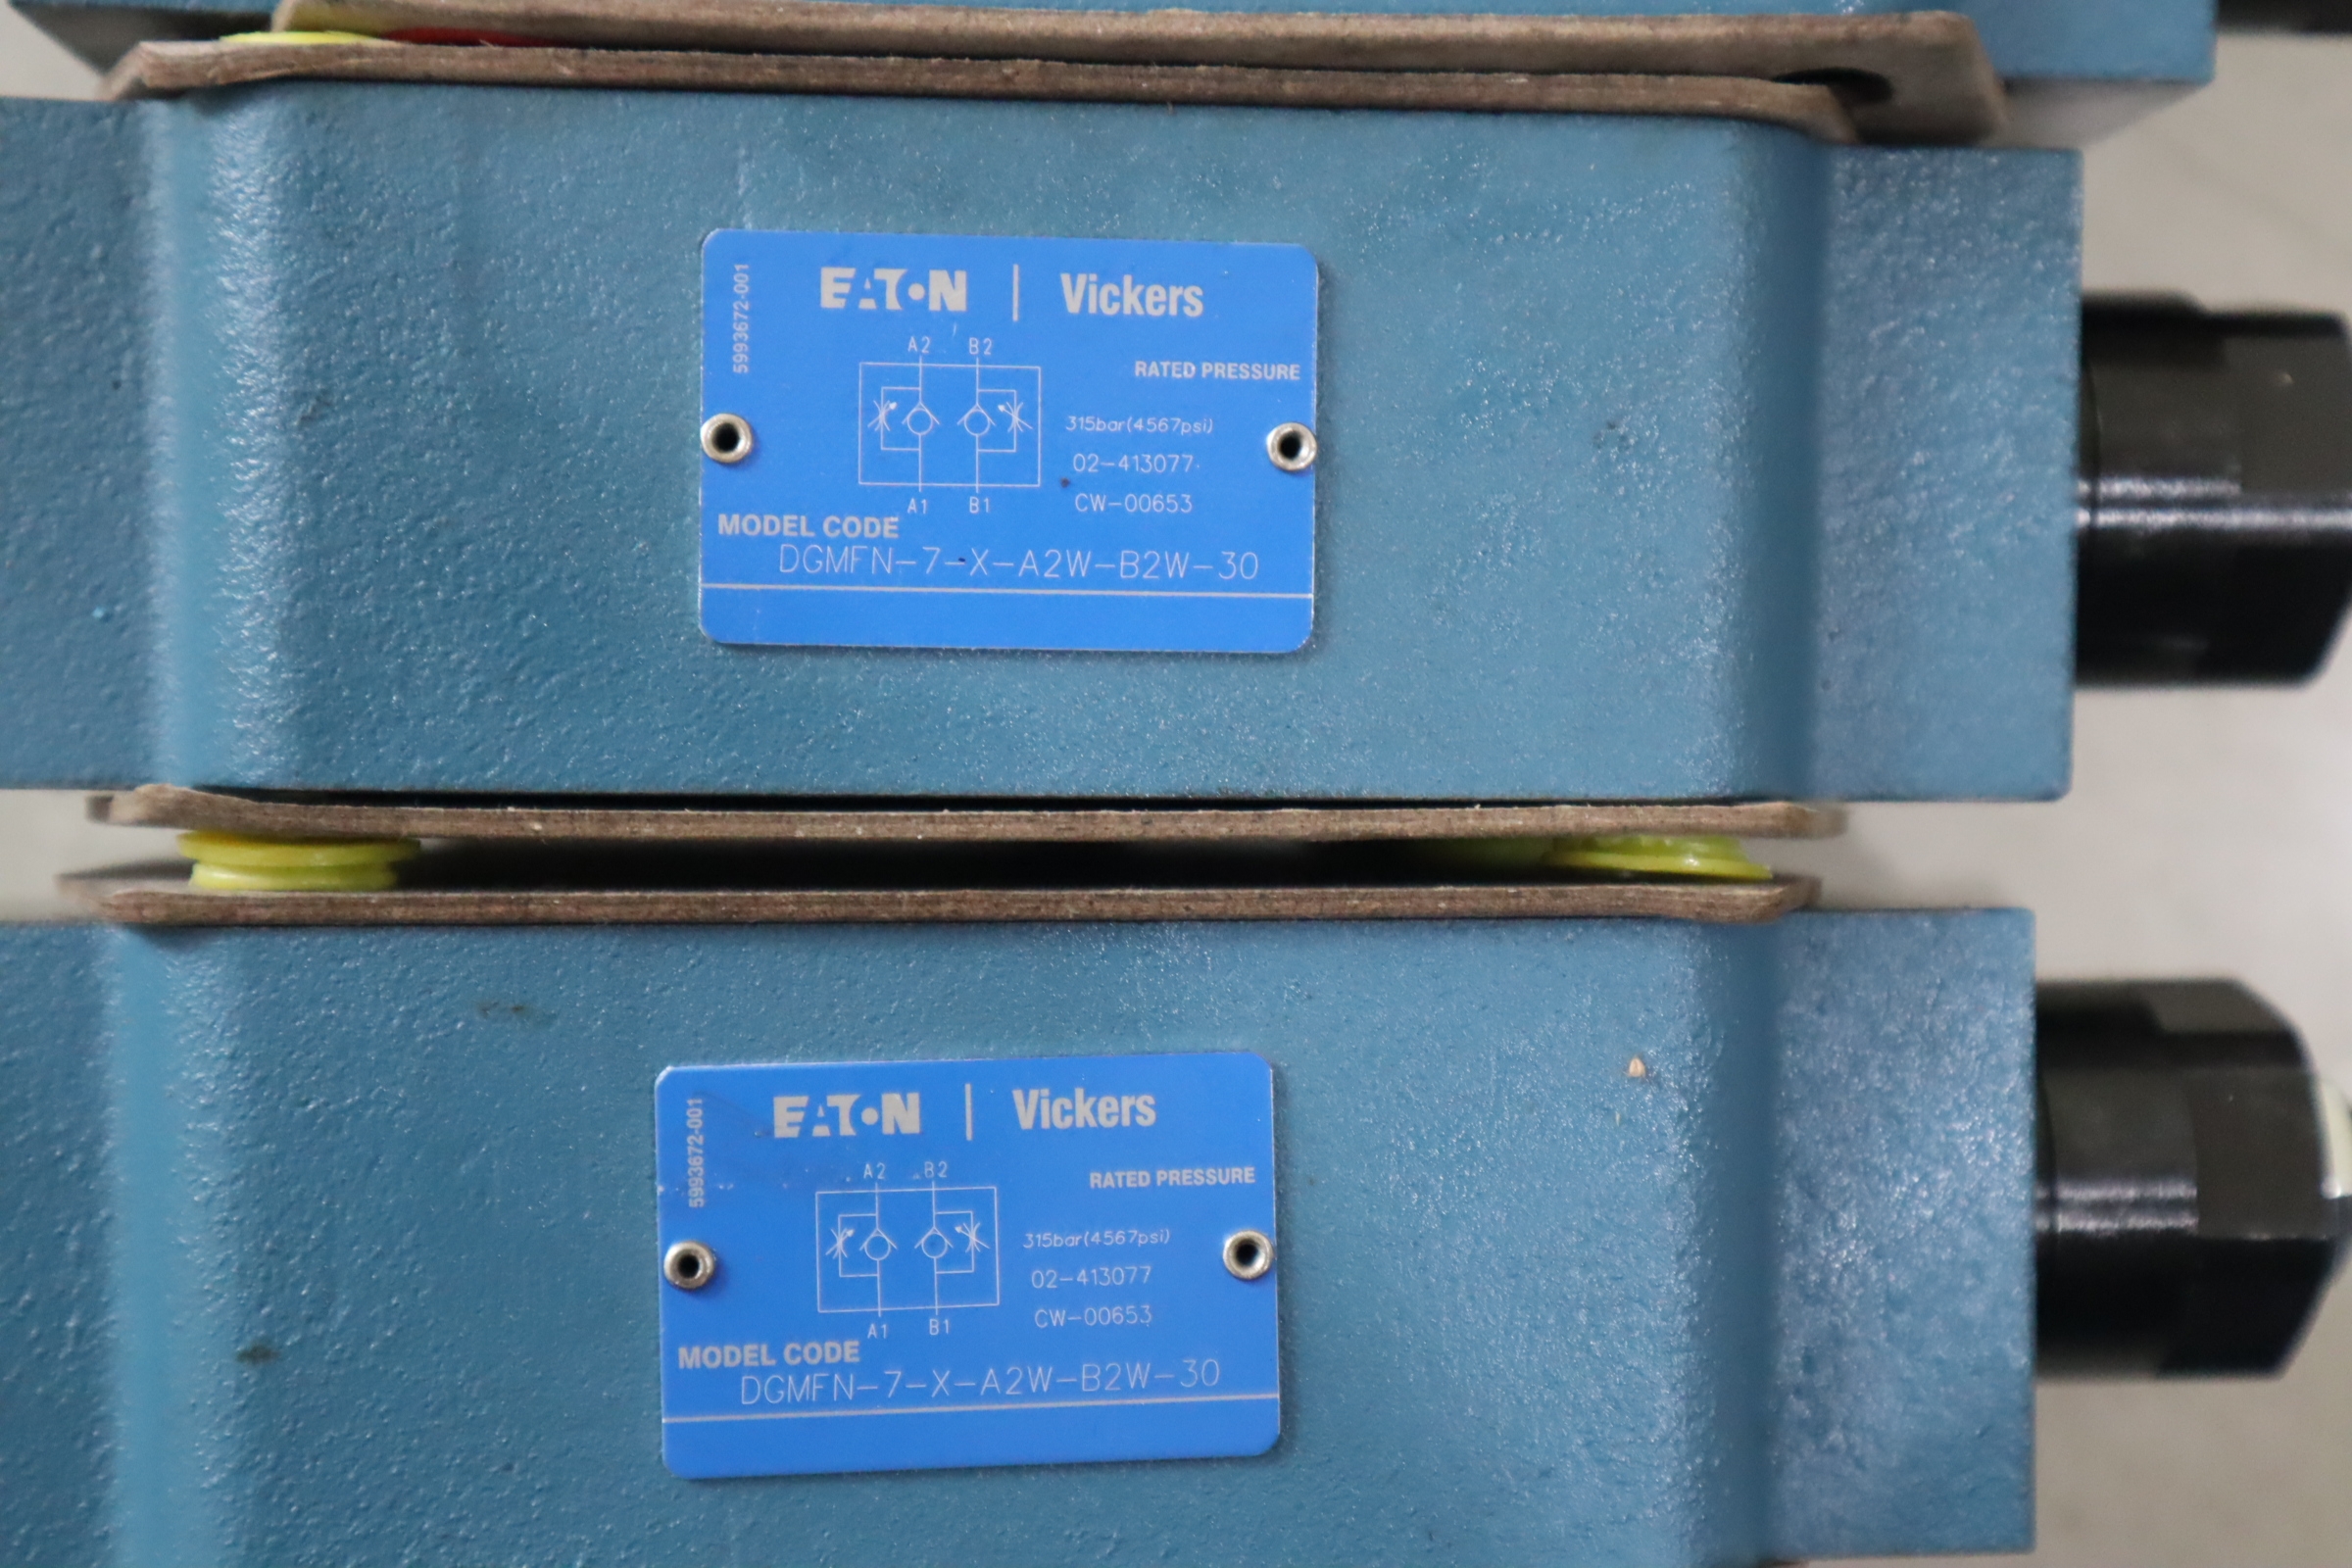 5993672-001
EATON | Vickers
A2 B2
RATED PRESSURE
315bar(4567psi)
02-413077
CW-00653
A1 B1
MODEL CODE
DGMFN-7-X-A2W-B2W-30
5993672-001
EATON | Vickers
A2 B2
RATED PRESSURE
315bar(4567psi)
02-413077
CW-00653
A1 B1
MODEL CODE
DGMFN-7-X-A2W-B2W-30